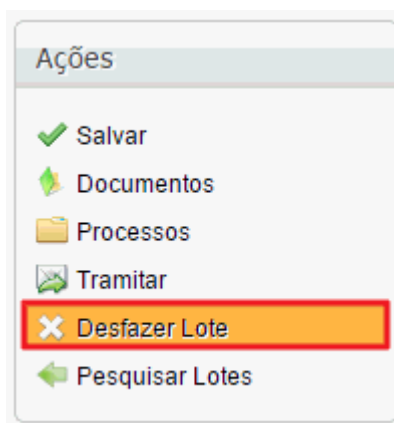 Ações
Salvar
Documentos
Processos
Tramitar
Desfazer Lote
Pesquisar Lotes